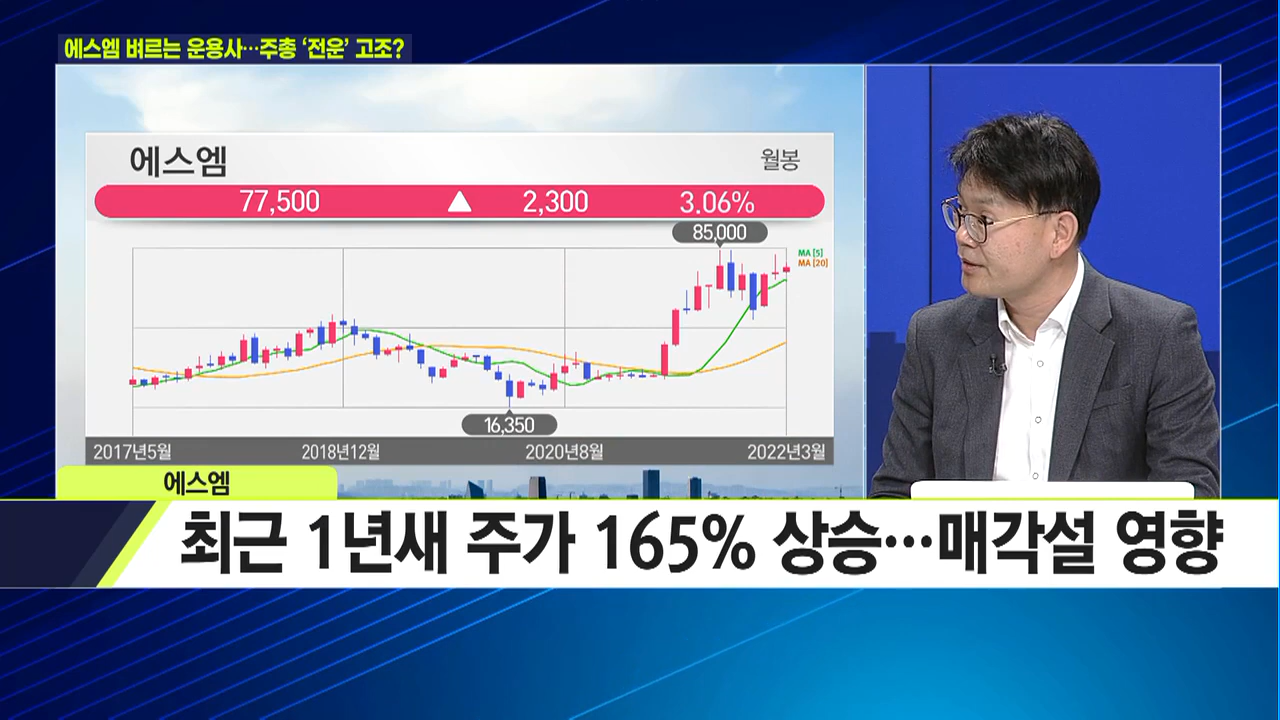 에스엠 벼르는 운용사…주총 ‘전운’ 고조?
에스엠
월봉
77,500 ▲ 2,300 3.06%
85,000
MA [5]
MA [20]
16,350
2017년5월 2018년12월 2020년8월 2022년3월
에스엠
최근 1년새 주가 165% 상승…매각설 영향